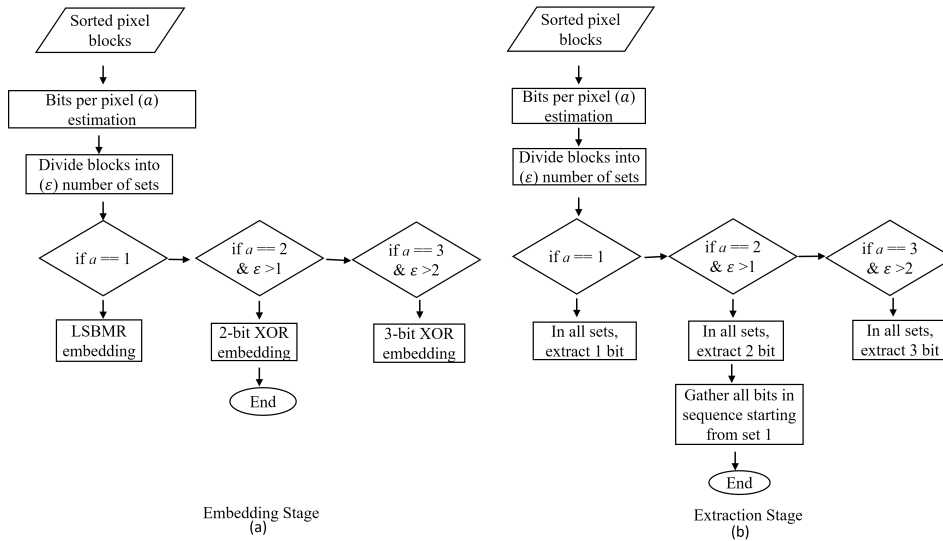 Sorted pixel
blocks
Bits per pixel (a)
estimation
Divide blocks into
(ε) number of sets
if a == 1
if a == 2
& ε >1
if a == 3
& ε >2
LSBMR
embedding
2-bit XOR
embedding
3-bit XOR
embedding
End
Embedding Stage
(a)
Sorted pixel
blocks
Bits per pixel (a)
estimation
Divide blocks into
(ε) number of sets
if a == 1
if a == 2
& ε >1
if a == 3
& ε >2
In all sets,
extract 1 bit
In all sets,
extract 2 bit
In all sets,
extract 3 bit
Gather all bits in
sequence starting
from set 1
End
Extraction Stage
(b)